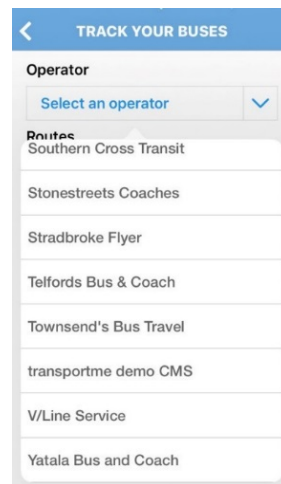 TRACK YOUR BUSES
Operator
Select an operator
Routes
Southern Cross Transit
Stonestreets Coaches
Stradbroke Flyer
Telfords Bus & Coach
Townsend's Bus Travel
transportme demo CMS
V/Line Service
Yatala Bus and Coach